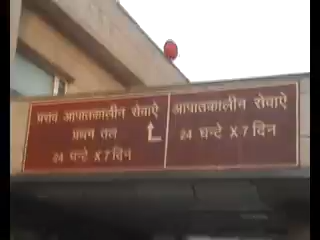 प्रसव आपातकालीन सेवाऐ
प्रथम तल
24 घन्टे X 7 दिन
आपातकालीन सेवाऐ
24 घन्टे X 7 दिन